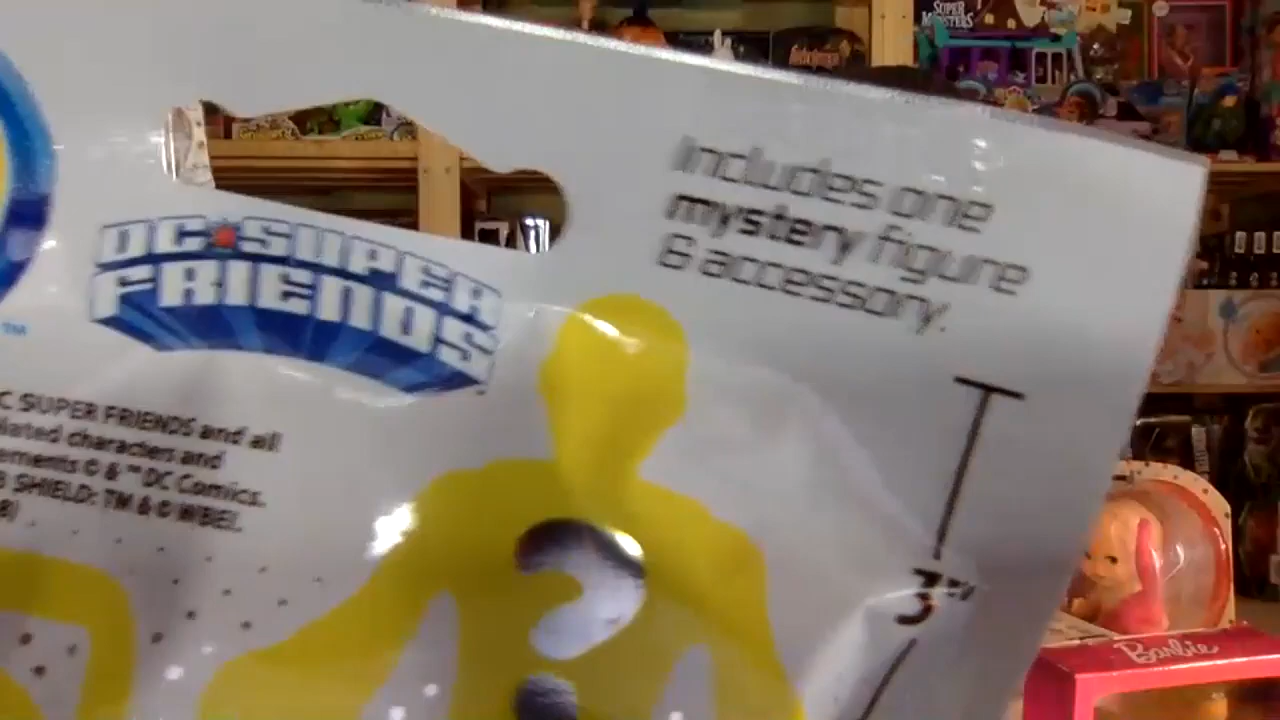 SUPER
MONSTERS
Includes one
mystery figure
& accessory.
DC SUPER
FRIENDS
™
C SUPER FRIENDS and all
lated characters and
ements © & ™ DC Comics.
B SHIELD: TM & © WBEI.
?
3"
Barbie